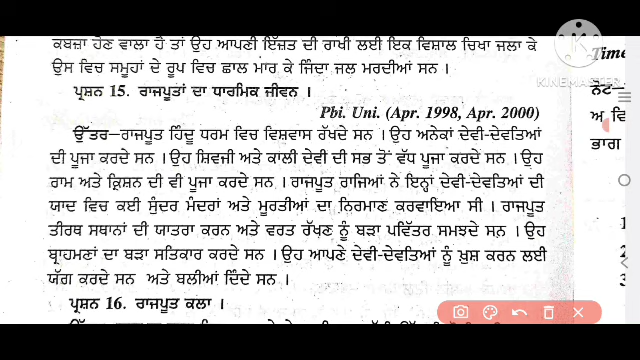 ਕਬਜ਼ਾ ਹੋਣ ਵਾਲਾ ਹੈ ਤਾਂ ਉਹ ਆਪਣੀ ਇੱਜ਼ਤ ਦੀ ਰਾਖੀ ਲਈ ਇਕ ਵਿਸ਼ਾਲ ਚਿਖਾ ਜਲਾ ਕੇ
ਉਸ ਵਿਚ ਸਮੂਹਾਂ ਦੇ ਰੂਪ ਵਿਚ ਛਾਲ ਮਾਰ ਕੇ ਜਿੰਦਾ ਜਲ ਮਰਦੀਆਂ ਸਨ ।
ਪ੍ਰਸ਼ਨ 15. ਰਾਜਪੂਤਾਂ ਦਾ ਧਾਰਮਿਕ ਜੀਵਨ ।
Pbi. Uni. (Apr. 1998, Apr. 2000)
ਉੱਤਰ—ਰਾਜਪੂਤ ਹਿੰਦੂ ਧਰਮ ਵਿਚ ਵਿਸ਼ਵਾਸ ਰੱਖਦੇ ਸਨ । ਉਹ ਅਨੇਕਾਂ ਦੇਵੀ-ਦੇਵਤਿਆਂ
ਦੀ ਪੂਜਾ ਕਰਦੇ ਸਨ । ਉਹ ਸ਼ਿਵਜੀ ਅਤੇ ਕਾਲੀ ਦੇਵੀ ਦੀ ਸਭ ਤੋਂ ਵੱਧ ਪੂਜਾ ਕਰਦੇ ਸਨ । ਉਹ
ਰਾਮ ਅਤੇ ਕ੍ਰਿਸ਼ਨ ਦੀ ਵੀ ਪੂਜਾ ਕਰਦੇ ਸਨ । ਰਾਜਪੂਤ ਰਾਜਿਆਂ ਨੇ ਇਨ੍ਹਾਂ ਦੇਵੀ-ਦੇਵਤਿਆਂ ਦੀ
ਯਾਦ ਵਿਚ ਕਈ ਸੁੰਦਰ ਮੰਦਰਾਂ ਅਤੇ ਮੂਰਤੀਆਂ ਦਾ ਨਿਰਮਾਣ ਕਰਵਾਇਆ ਸੀ । ਰਾਜਪੂਤ
ਤੀਰਥ ਸਥਾਨਾਂ ਦੀ ਯਾਤਰਾ ਕਰਨ ਅਤੇ ਵਰਤ ਰੱਖਣ ਨੂੰ ਬੜਾ ਪਵਿੱਤਰ ਸਮਝਦੇ ਸਨ । ਉਹ
ਬ੍ਰਾਹਮਣਾਂ ਦਾ ਬੜਾ ਸਤਿਕਾਰ ਕਰਦੇ ਸਨ । ਉਹ ਆਪਣੇ ਦੇਵੀ-ਦੇਵਤਿਆਂ ਨੂੰ ਖ਼ੁਸ਼ ਕਰਨ ਲਈ
ਯੱਗ ਕਰਦੇ ਸਨ ਅਤੇ ਬਲੀਆਂ ਦਿੰਦੇ ਸਨ ।
ਪ੍ਰਸ਼ਨ 16. ਰਾਜਪੂਤ ਕਲਾ ।
Time
ਨੋਟ—
ਅ ਵਿ
ਭਾਗ
1
2
3
KINEMASTER